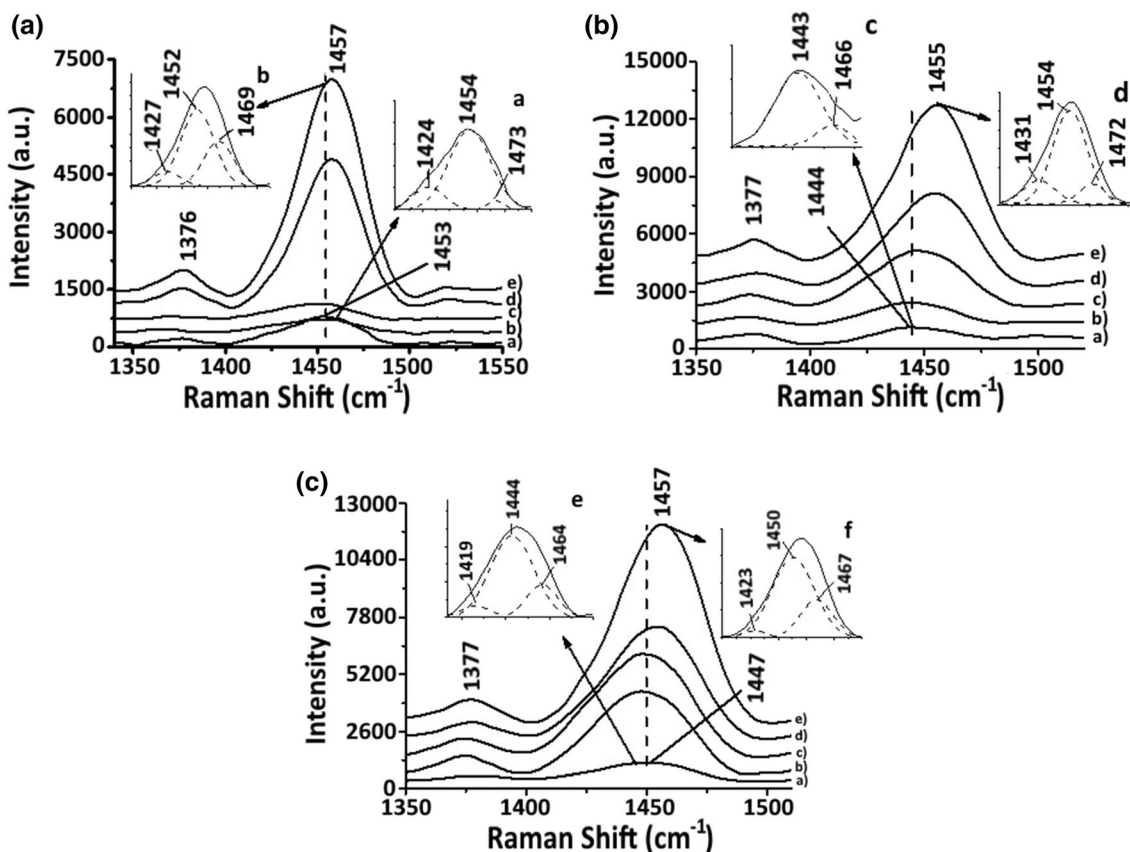 (a)
7500
6000
4500
3000
1500
0
Intensity (a.u.)
1350 1400 1450 1500 1550
Raman Shift (cm⁻¹)
1376
1457
1453
b
1427
1452
1469
a
1424
1454
1473
e)
d)
c)
b)
a)
(b)
15000
12000
9000
6000
3000
0
Intensity (a.u.)
1350 1400 1450 1500
Raman Shift (cm⁻¹)
1377
1444
1455
c
1443
1466
d
1431
1454
1472
e)
d)
c)
b)
a)
(c)
13000
10400
7800
5200
2600
0
Intensity (a.u.)
1350 1400 1450 1500
Raman Shift (cm⁻¹)
1377
1457
1447
e
1419
1444
1464
f
1423
1450
1467
e)
d)
c)
b)
a)